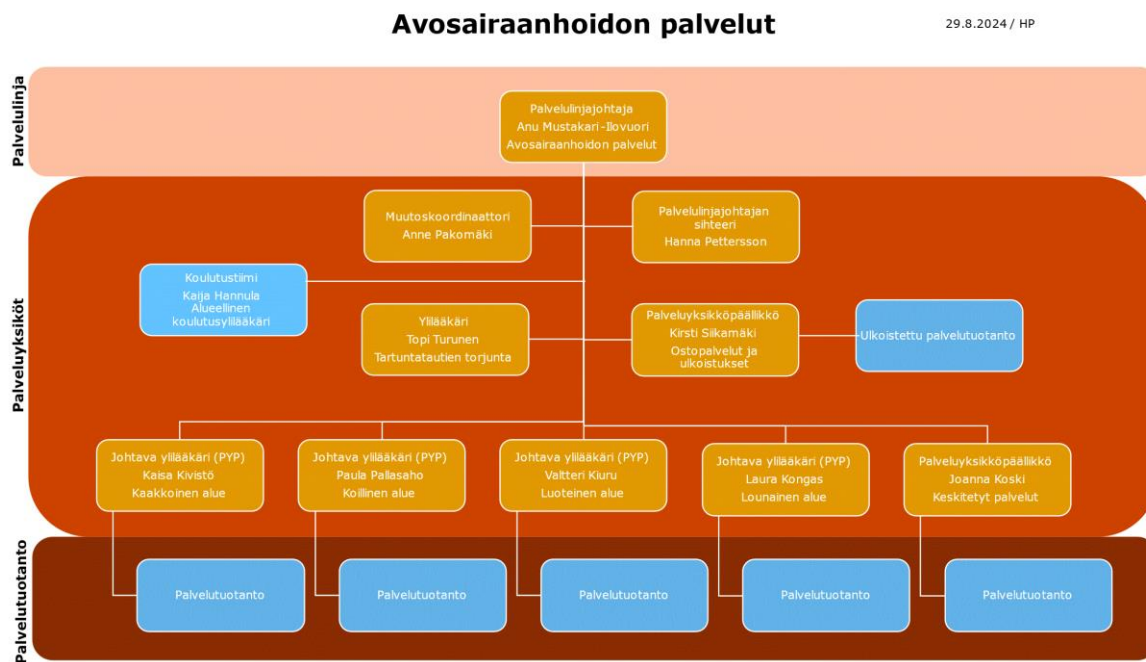 Avosairaanhoidon palvelut
29.8.2024 / HP
Palvelulinja
Palvelulinjajohtaja
Anu Mustakari-Ilovuori
Avosairaanhoidon palvelut
Palveluyksiköt
Muutoskoordinaattori
Anne Pakomäki
Palvelulinjajohtajan
sihteeri
Hanna Pettersson
Koulutustiimi
Kaija Hannula
Alueellinen
koulutusylilääkäri
Ylilääkäri
Topi Turunen
Tartuntatautien torjunta
Palveluyksikköpäällikkö
Kirsti Siikamäki
Ostopalvelut ja
ulkoistukset
Ulkoistettu palvelutuotanto
Johtava ylilääkäri (PYP)
Kaisa Kivistö
Kaakkoinen alue
Johtava ylilääkäri (PYP)
Paula Pallasaho
Koillinen alue
Johtava ylilääkäri (PYP)
Valtteri Kiuru
Luoteinen alue
Johtava ylilääkäri (PYP)
Laura Kongas
Lounainen alue
Palveluyksikköpäällikkö
Joanna Koski
Keskitetyt palvelut
Palvelutuotanto
Palvelutuotanto
Palvelutuotanto
Palvelutuotanto
Palvelutuotanto
Palvelutuotanto